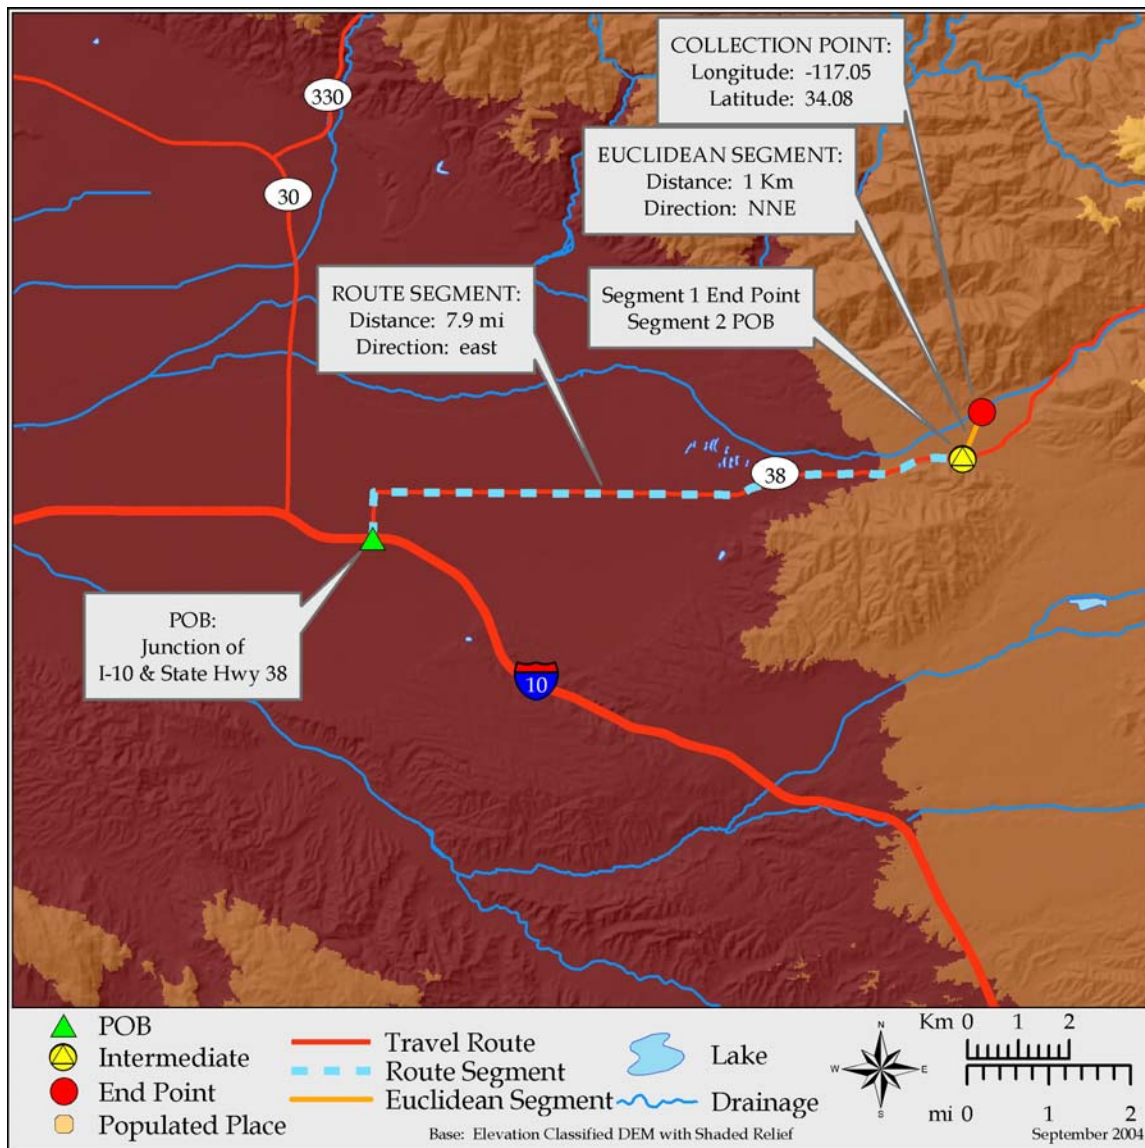 COLLECTION POINT:
Longitude: -117.05
Latitude: 34.08
330
EUCLIDEAN SEGMENT:
Distance: 1 Km
Direction: NNE
30
ROUTE SEGMENT:
Distance: 7.9 mi
Direction: east
Segment 1 End Point
Segment 2 POB
38
POB:
Junction of
I-10 & State Hwy 38
10
POB
Intermediate
End Point
Populated Place
Travel Route
Route Segment
Euclidean Segment
Lake
Drainage
Base: Elevation Classified DEM with Shaded Relief
N
W E
S
Km 0 1 2
mi 0 1 2
September 2004